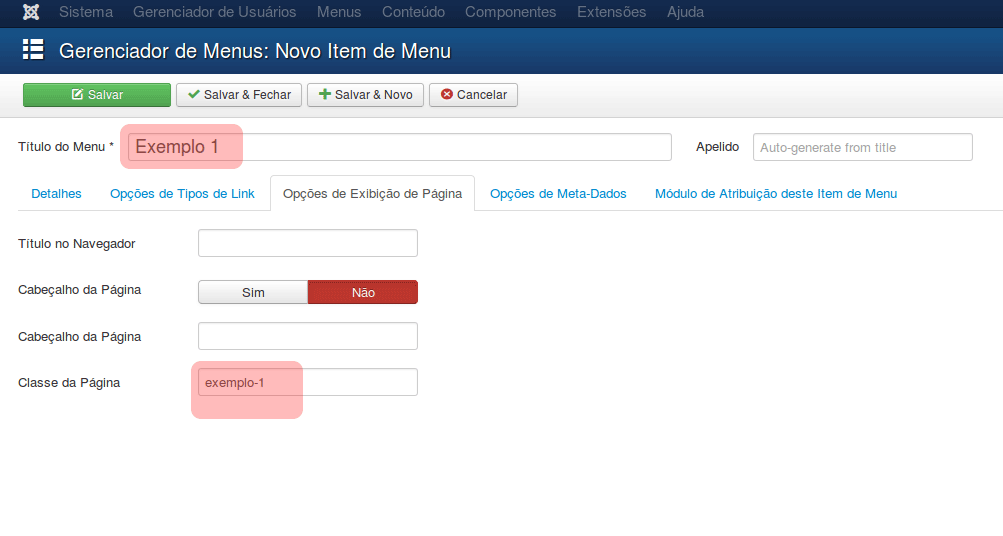 Sistema Gerenciador de Usuários Menus Conteúdo Componentes Extensões Ajuda
Gerenciador de Menus: Novo Item de Menu
Salvar Salvar & Fechar Salvar & Novo Cancelar
Título do Menu * Exemplo 1 Apelido Auto-generate from title
Detalhes Opções de Tipos de Link Opções de Exibição de Página Opções de Meta-Dados Módulo de Atribuição deste Item de Menu
Título no Navegador
Cabeçalho da Página Sim Não
Cabeçalho da Página
Classe da Página exemplo-1